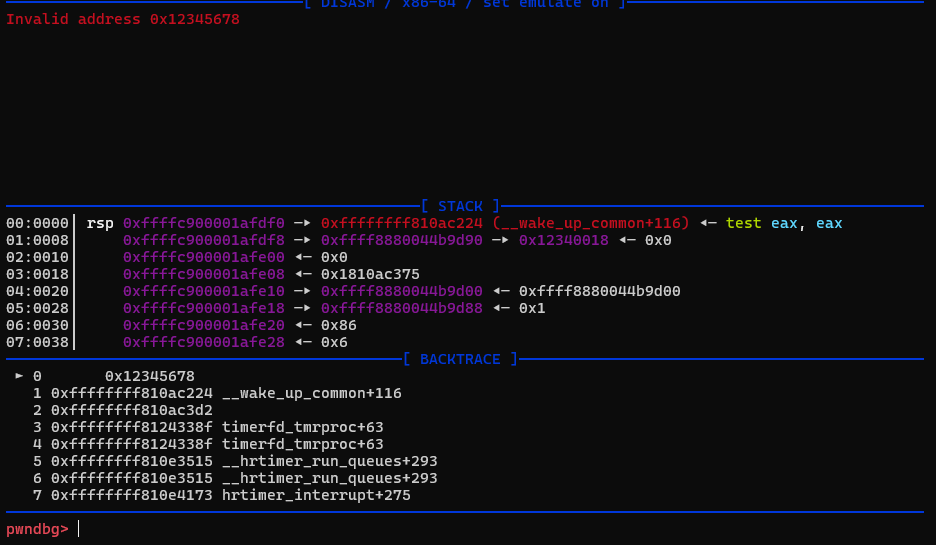 [ DISASM / x86-64 / set emulate on ]
Invalid address 0x12345678
[ STACK ]
00:0000│ rsp 0xffffc900001afdf0 —▸ 0xffffffff810ac224 (__wake_up_common+116) ◂— test eax, eax
01:0008│ 0xffffc900001afdf8 —▸ 0xffff8880044b9d90 —▸ 0x12340018 ◂— 0x0
02:0010│ 0xffffc900001afe00 ◂— 0x0
03:0018│ 0xffffc900001afe08 ◂— 0x1810ac375
04:0020│ 0xffffc900001afe10 —▸ 0xffff8880044b9d00 ◂— 0xffff8880044b9d00
05:0028│ 0xffffc900001afe18 —▸ 0xffff8880044b9d88 ◂— 0x1
06:0030│ 0xffffc900001afe20 ◂— 0x86
07:0038│ 0xffffc900001afe28 ◂— 0x6
[ BACKTRACE ]
► 0 0x12345678
1 0xffffffff810ac224 __wake_up_common+116
2 0xffffffff810ac3d2
3 0xffffffff8124338f timerfd_tmrproc+63
4 0xffffffff8124338f timerfd_tmrproc+63
5 0xffffffff810e3515 __hrtimer_run_queues+293
6 0xffffffff810e3515 __hrtimer_run_queues+293
7 0xffffffff810e4173 hrtimer_interrupt+275
pwndbg>